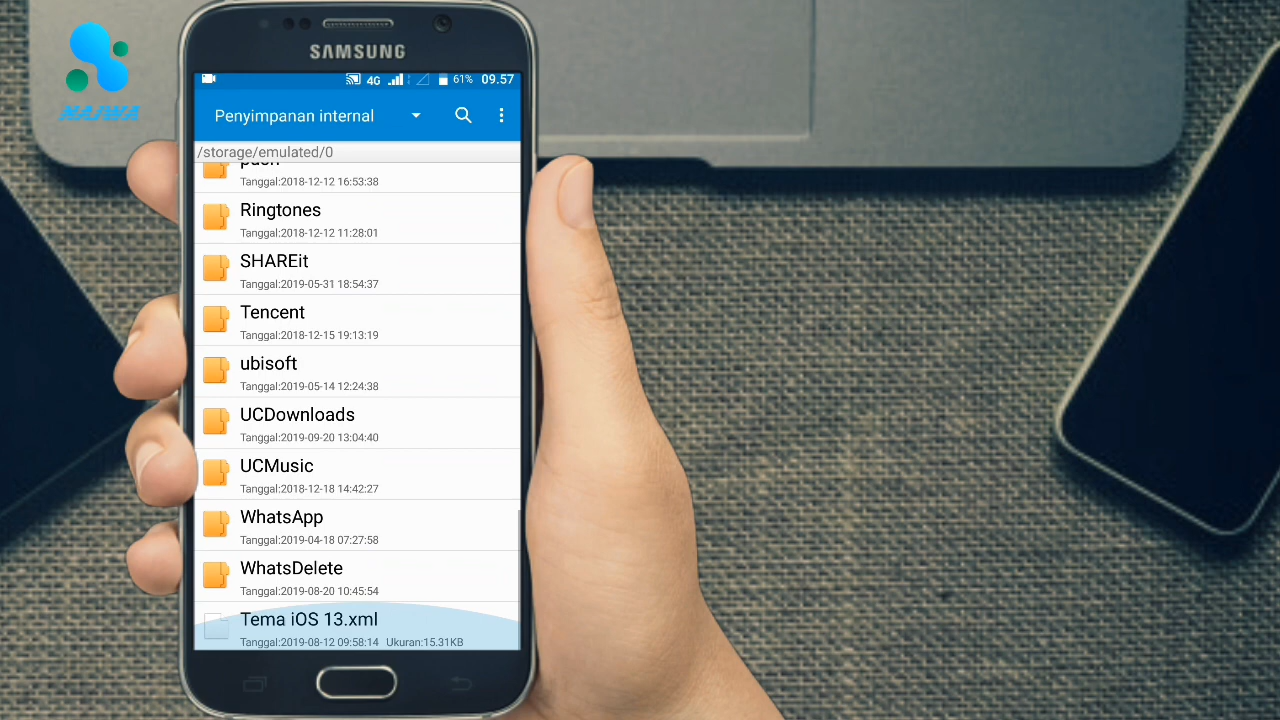 NAJWA
SAMSUNG
4G 61% 09.57
Penyimpanan internal
/storage/emulated/0
Tanggal:2018-12-12 16:53:38
Ringtones
Tanggal:2018-12-12 11:28:01
SHAREit
Tanggal:2019-05-31 18:54:37
Tencent
Tanggal:2018-12-15 19:13:19
ubisoft
Tanggal:2019-05-14 12:24:38
UCDownloads
Tanggal:2019-09-20 13:04:40
UCMusic
Tanggal:2018-12-18 14:42:27
WhatsApp
Tanggal:2019-04-18 07:27:58
WhatsDelete
Tanggal:2019-08-20 10:45:54
Tema iOS 13.xml
Tanggal:2019-08-12 09:58:14 Ukuran:15.31KB